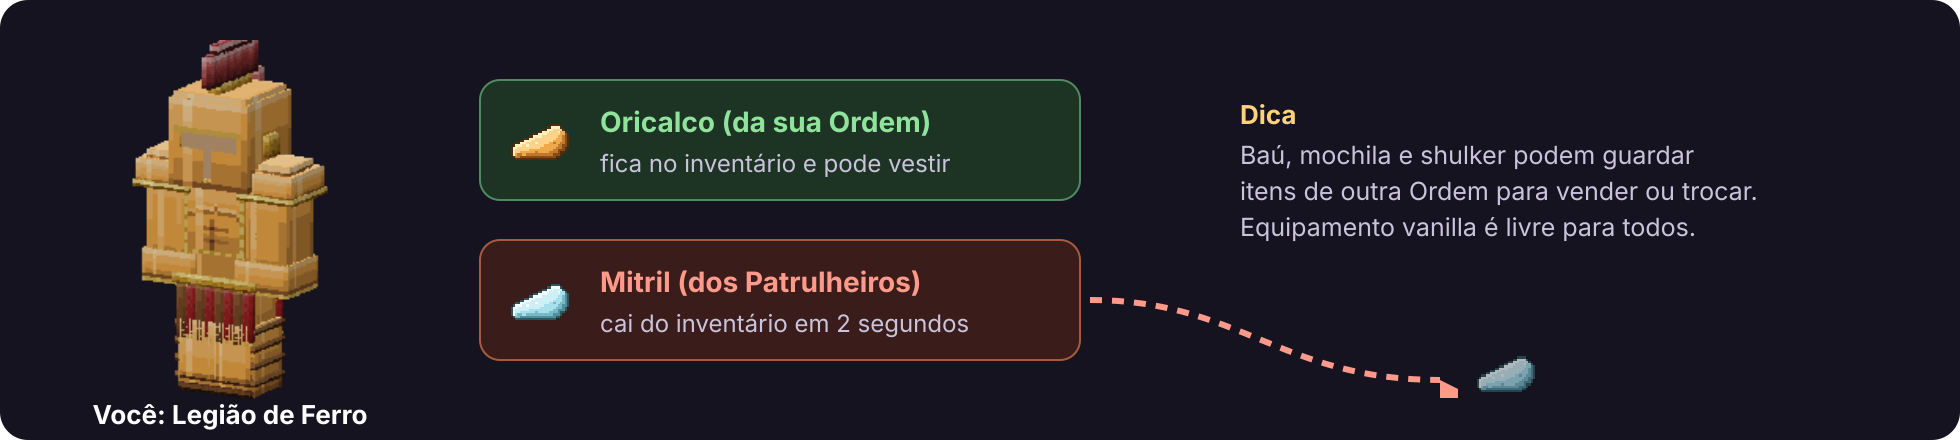 Oricalco (da sua Ordem)
fica no inventário e pode vestir
Mitril (dos Patrulheiros)
cai do inventário em 2 segundos
Dica
Baú, mochila e shulker podem guardar
itens de outra Ordem para vender ou trocar.
Equipamento vanilla é livre para todos.
Você: Legião de Ferro